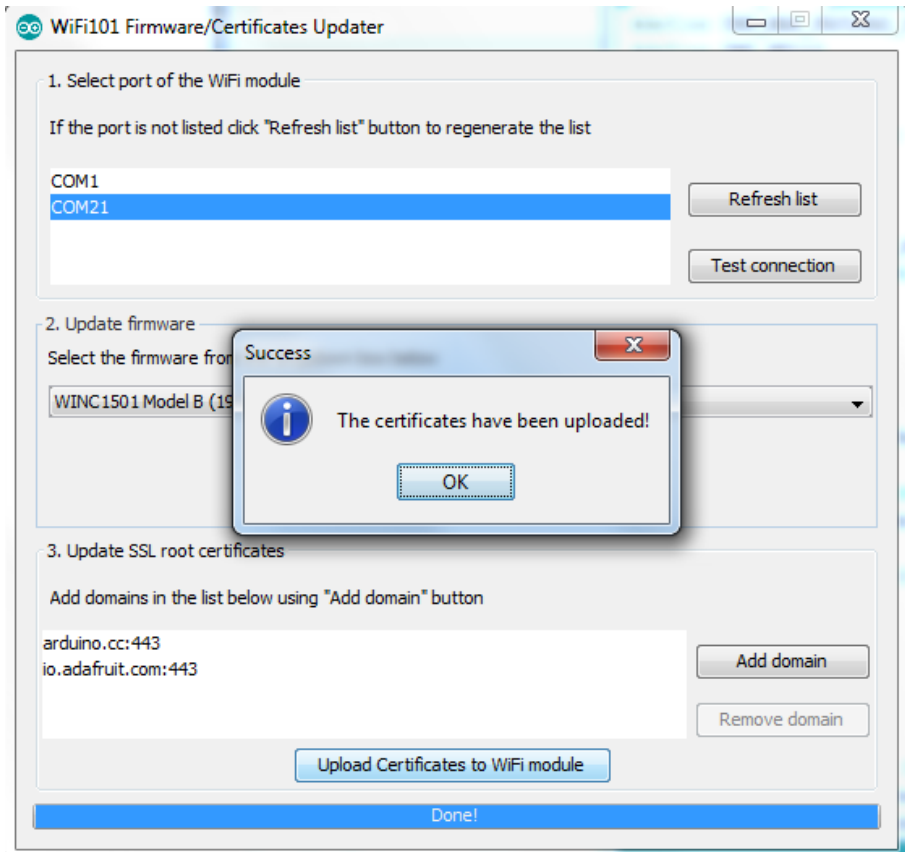 WiFi101 Firmware/Certificates Updater
1. Select port of the WiFi module
If the port is not listed click "Refresh list" button to regenerate the list
COM1
COM21
Refresh list
Test connection
2. Update firmware
Select the firmware from
WINC1501 Model B (19
Success
The certificates have been uploaded!
OK
3. Update SSL root certificates
Add domains in the list below using "Add domain" button
arduino.cc:443
io.adafruit.com:443
Add domain
Remove domain
Upload Certificates to WiFi module
Done!